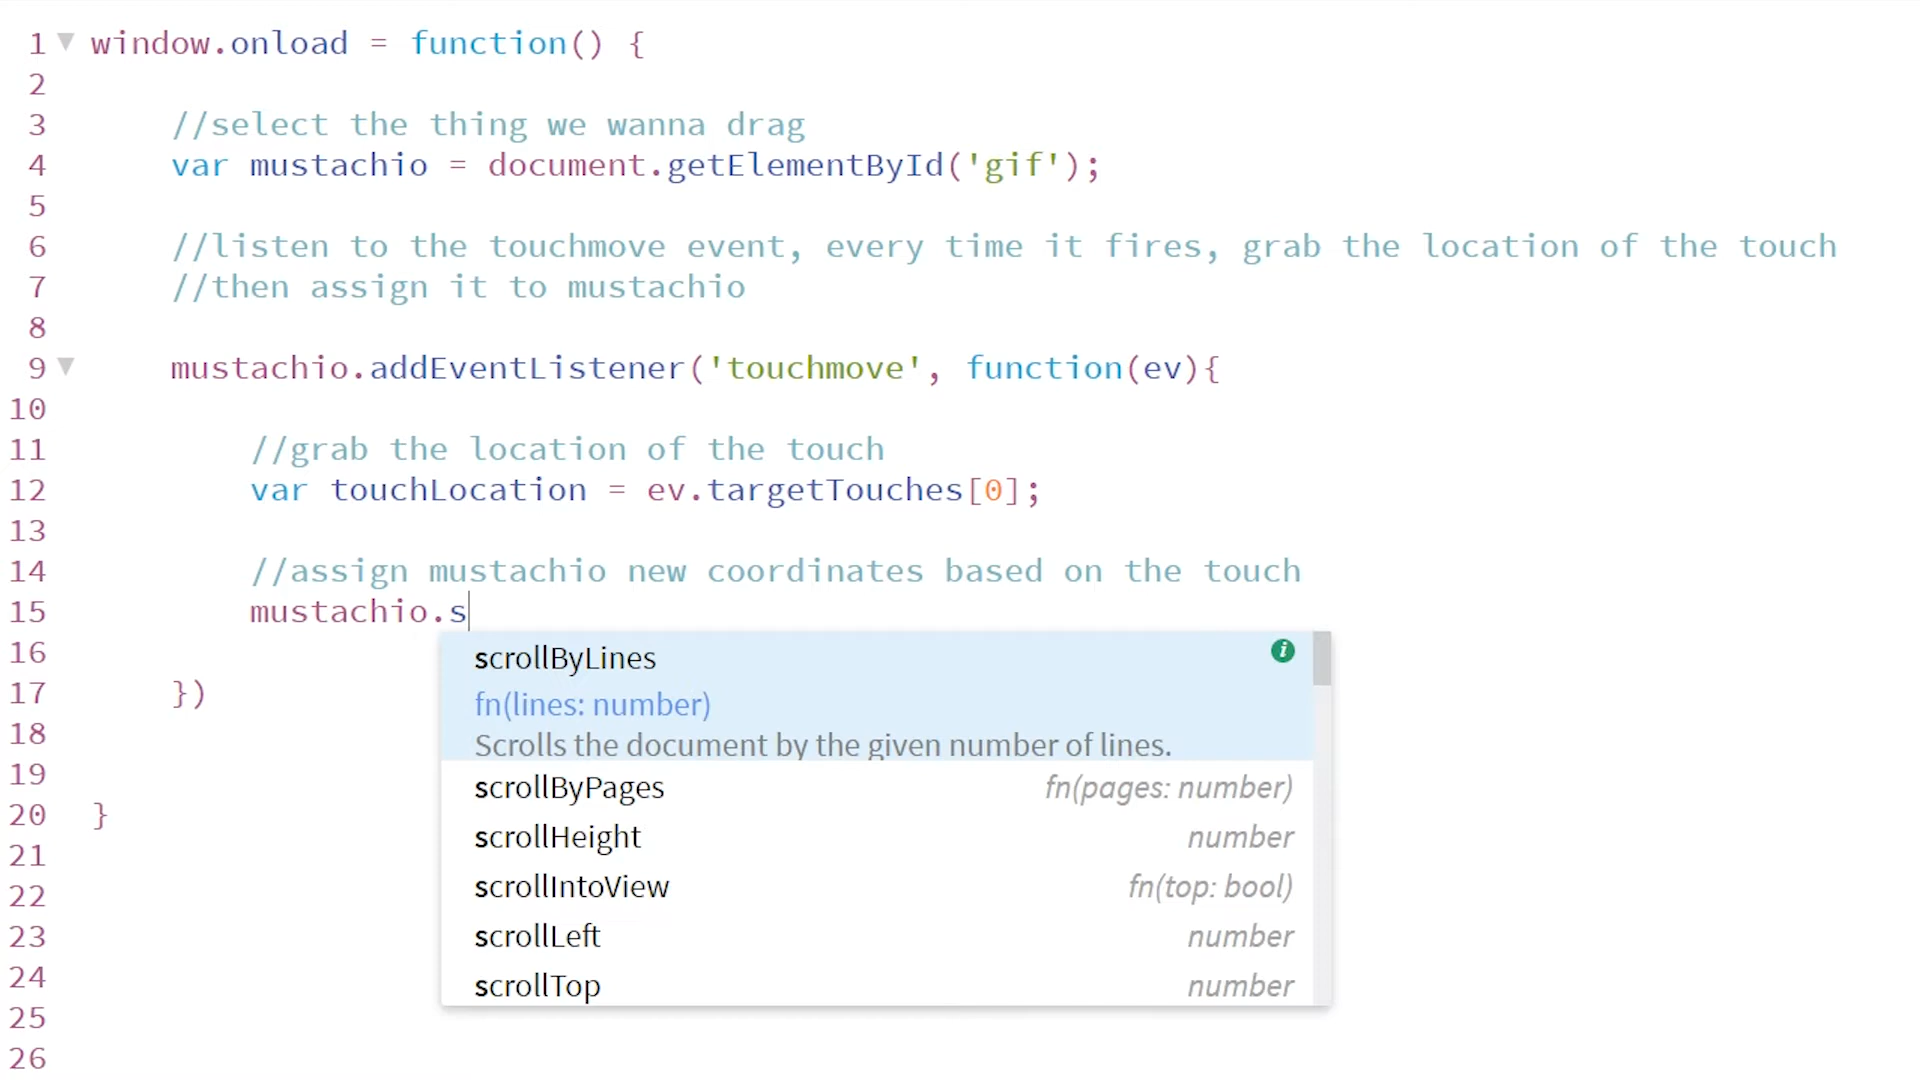 1 window.onload = function() {
2
3 //select the thing we wanna drag
4 var mustachio = document.getElementById('gif');
5
6 //listen to the touchmove event, every time it fires, grab the location of the touch
7 //then assign it to mustachio
8
9 mustachio.addEventListener('touchmove', function(ev){
10
11 //grab the location of the touch
12 var touchLocation = ev.targetTouches[0];
13
14 //assign mustachio new coordinates based on the touch
15 mustachio.s
16
17 })
18
19
20 }
21
22
23
24
25
26
scrollByLines i
fn(lines: number)
Scrolls the document by the given number of lines.
scrollByPages fn(pages: number)
scrollHeight number
scrollIntoView fn(top: bool)
scrollLeft number
scrollTop number